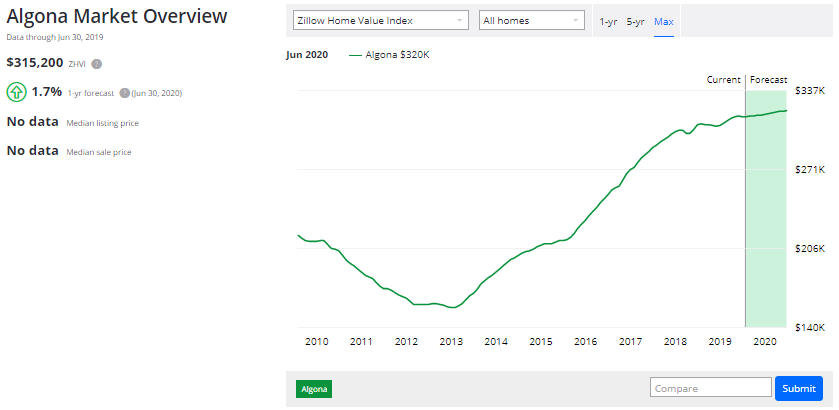 Algona Market Overview
Data through Jun 30, 2019
$315,200 ZHVI ?
1.7% 1-yr forecast ? (Jun 30, 2020)
No data Median listing price
No data Median sale price
Zillow Home Value Index All homes 1-yr 5-yr Max
Jun 2020 — Algona $320K
Current Forecast
$337K
$271K
$206K
$140K
2010 2011 2012 2013 2014 2015 2016 2017 2018 2019 2020
Algona Compare Submit